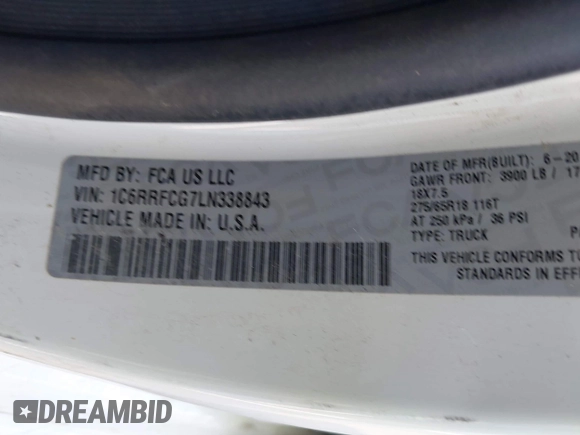 MFD BY: FCA US LLC
VIN: 1C6RRFCG7LN338843
VEHICLE MADE IN: U.S.A.
DATE OF MFR(BUILT): 6-20
GAWR FRONT: 3900 LB / 17
18X7.5
275/65R18 116T
AT 250 kPa / 36 PSI
TYPE: TRUCK
THIS VEHICLE CONFORMS TO
STANDARDS IN EFF
DREAMBID